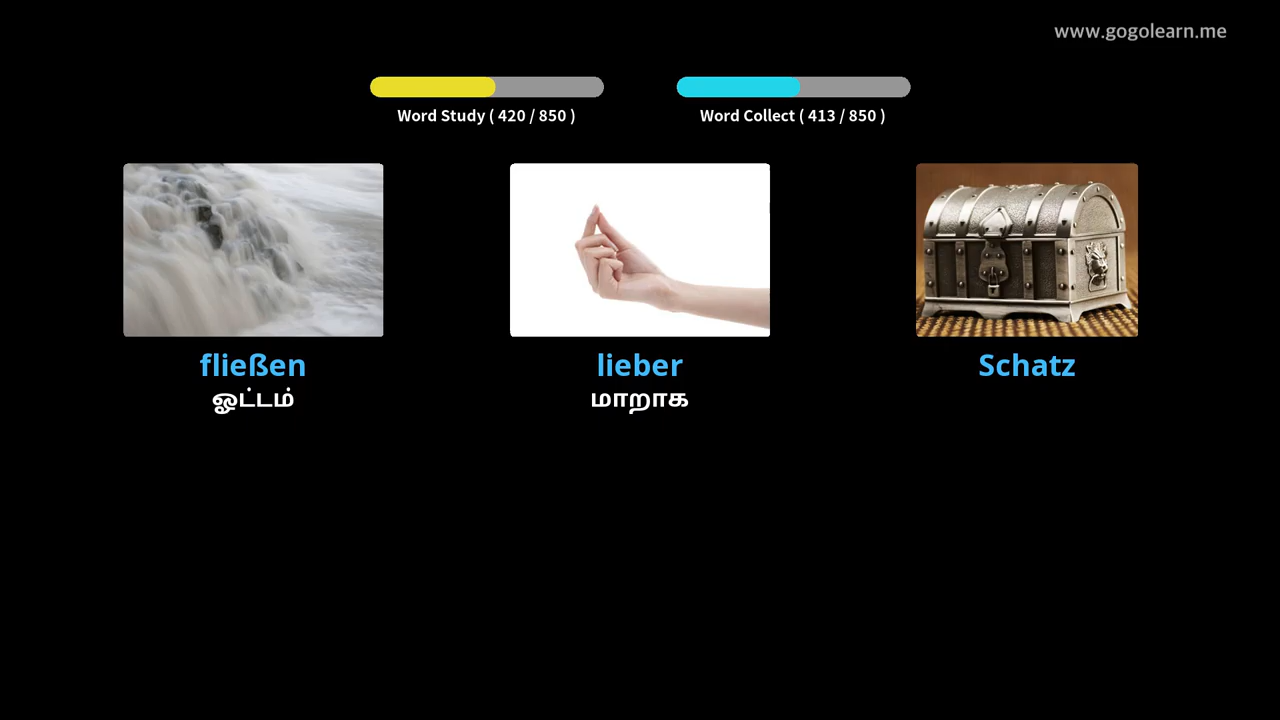 www.gogolearn.me
Word Study ( 420 / 850 )
Word Collect ( 413 / 850 )
fließen
lieber
Schatz
ஓட்டம்
மாறாக